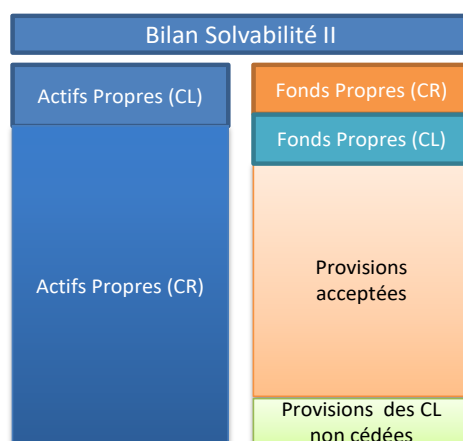 Bilan Solvabilité II
Actifs Propres (CL)
Actifs Propres (CR)
Fonds Propres (CR)
Fonds Propres (CL)
Provisions
acceptées
Provisions des CL
non cédées